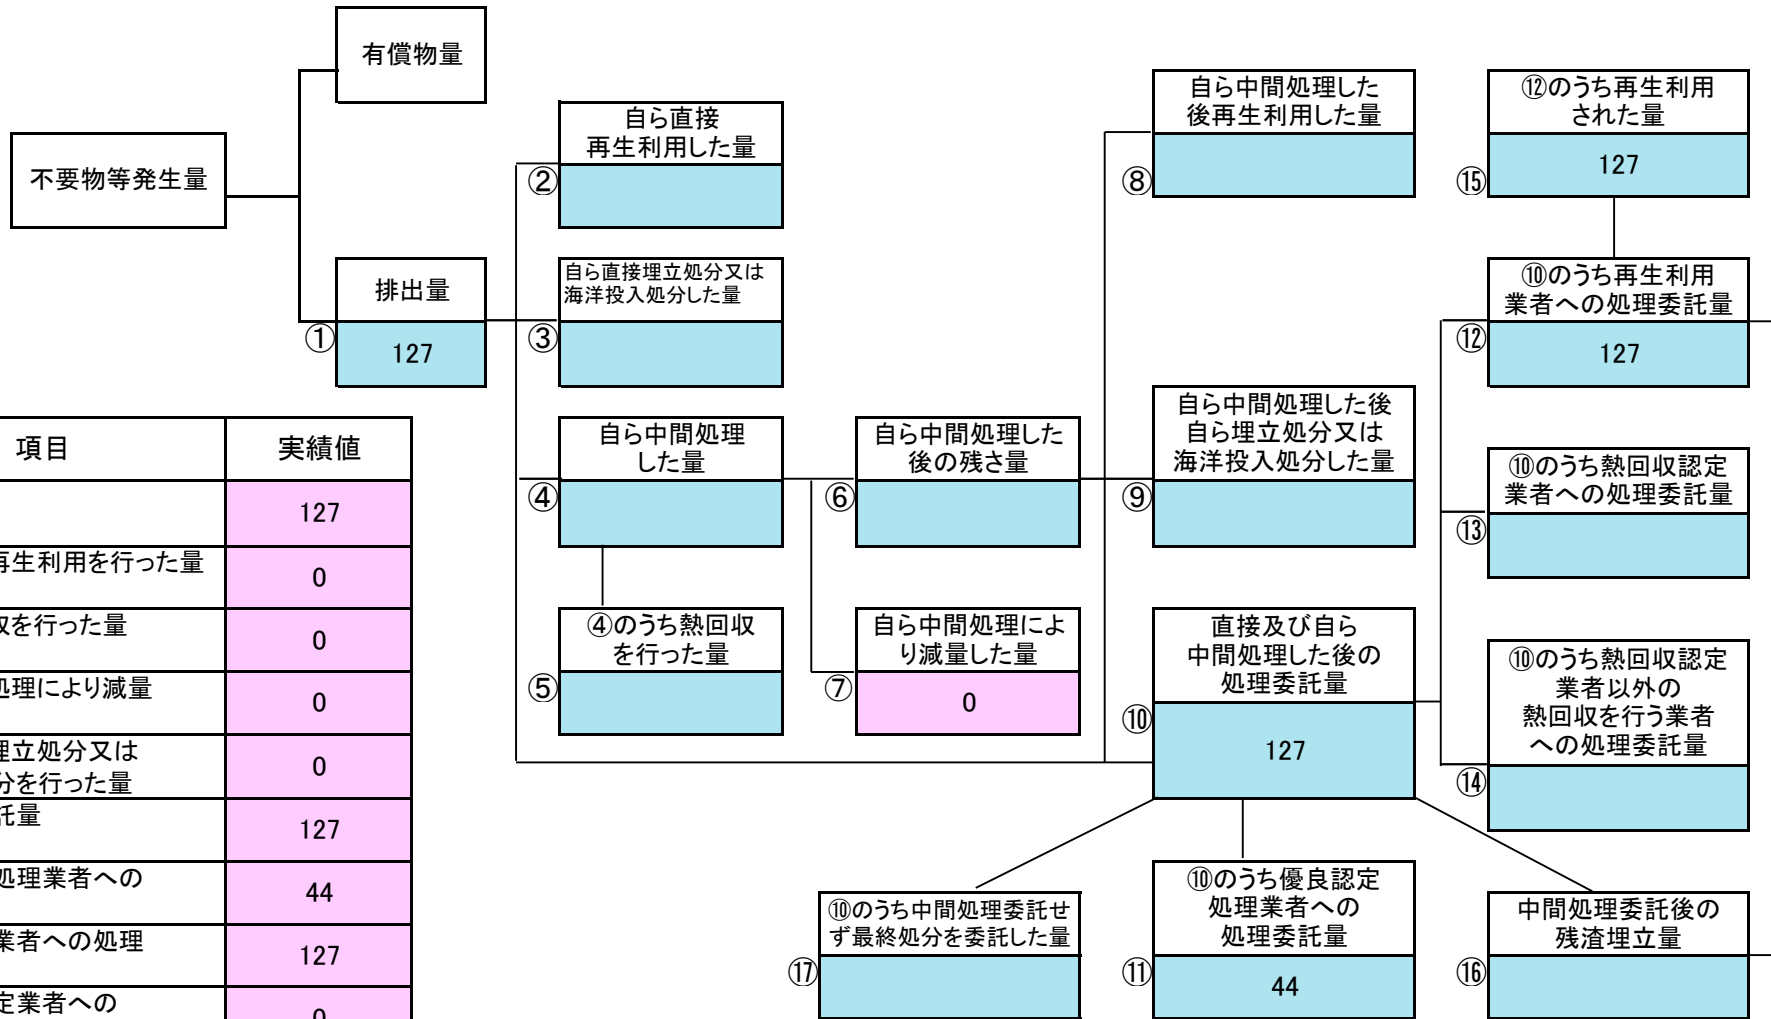 有償物量
不要物等発生量
排出量
①
127
自ら直接
再生利用した量
②
自ら直接埋立処分又は
海洋投入処分した量
③
自ら中間処理
した量
④
④のうち熱回収
を行った量
⑤
自ら中間処理した
後の残さ量
⑥
自ら中間処理によ
り減量した量
⑦
0
自ら中間処理した
後再生利用した量
⑧
自ら中間処理した後
自ら埋立処分又は
海洋投入処分した量
⑨
直接及び自ら
中間処理した後の
処理委託量
⑩
127
⑩のうち優良認定
処理業者への
処理委託量
⑪
44
⑫のうち再生利用
された量
⑮
127
⑩のうち再生利用
業者への処理委託量
⑫
127
⑩のうち熱回収認定
業者への処理委託量
⑬
⑩のうち熱回収認定
業者以外の
熱回収を行う業者
への処理委託量
⑭
⑩のうち中間処理委託せ
ず最終処分を委託した量
⑰
中間処理委託後の
残渣埋立量
⑯
項目 実績値
127
再生利用を行った量 0
を行った量 0
処理により減量 0
埋立処分又は
分を行った量 0
託量 127
処理業者への 44
業者への処理 127
定業者への 0